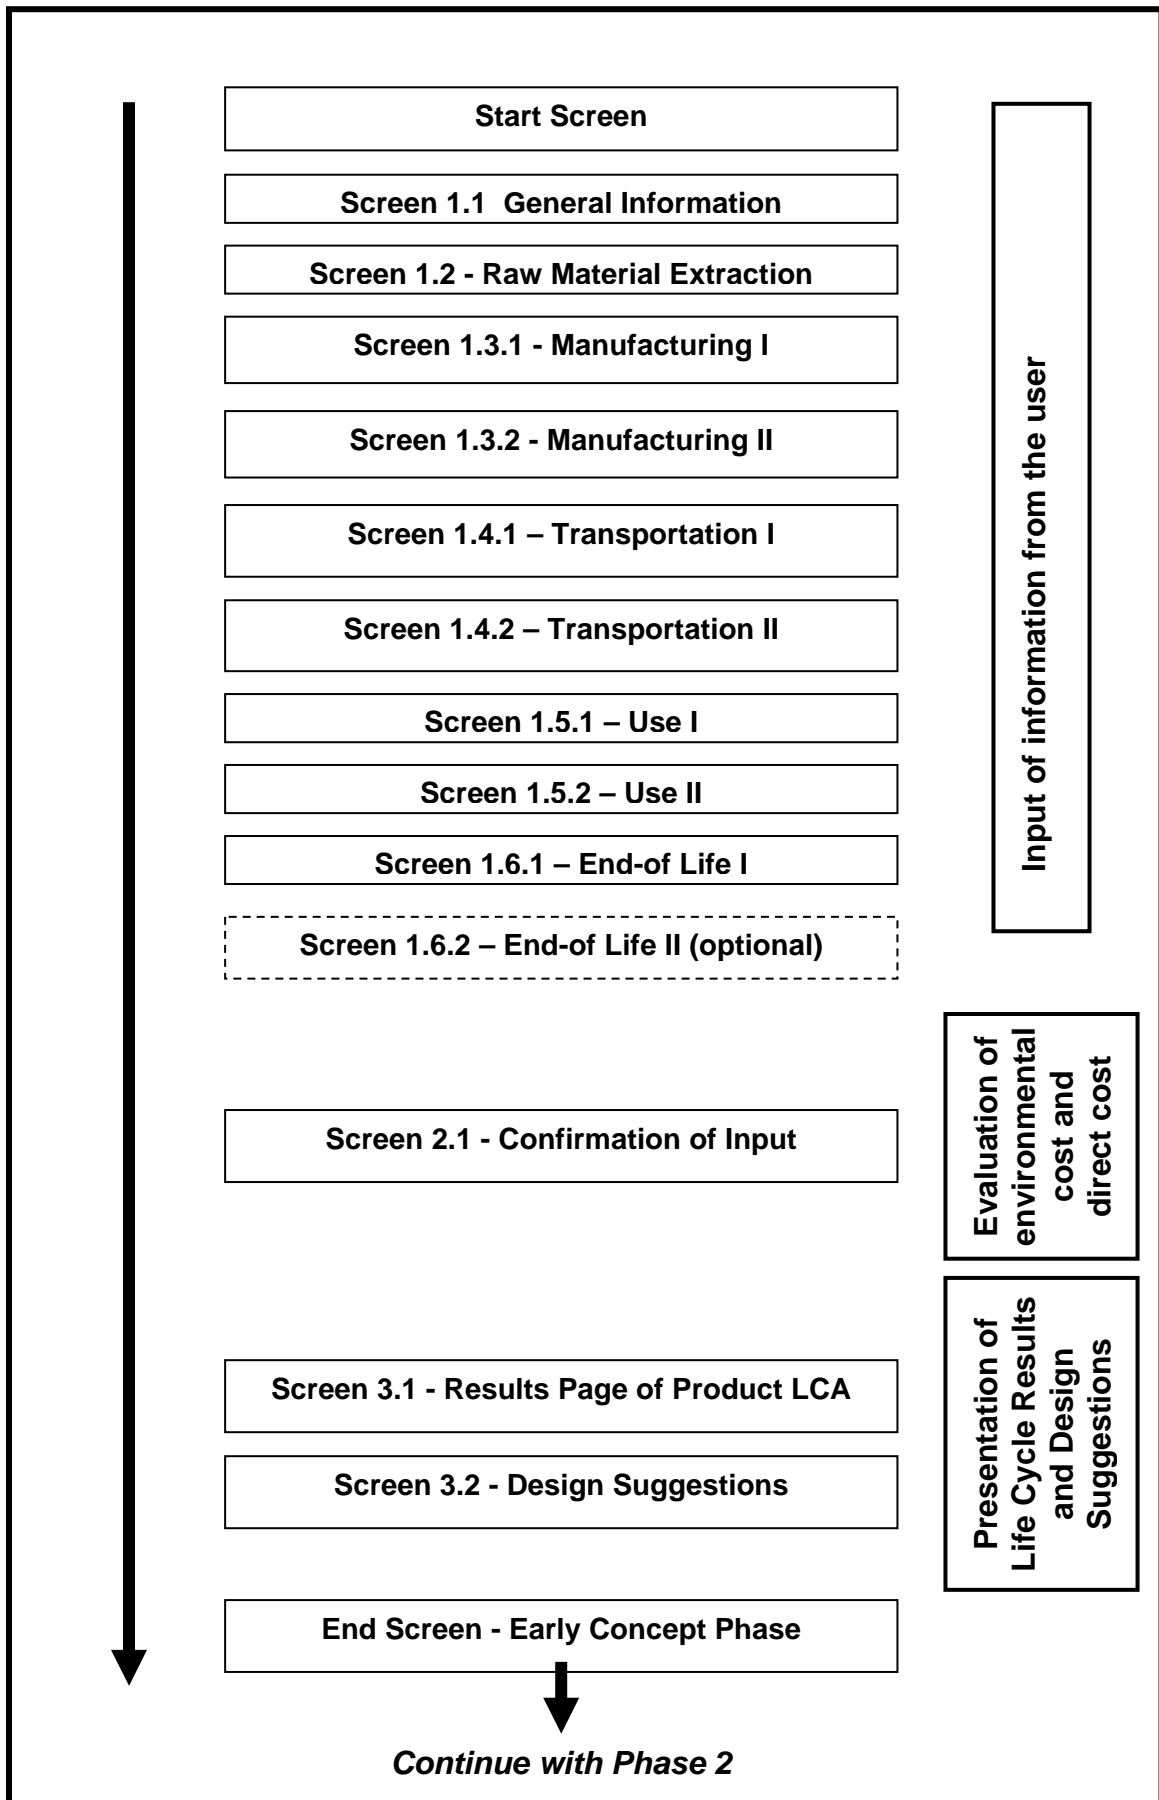 Start Screen
Screen 1.1  General Information
Screen 1.2 - Raw Material Extraction
Screen 1.3.1 - Manufacturing I
Screen 1.3.2 - Manufacturing II
Screen 1.4.1 – Transportation I
Screen 1.4.2 – Transportation II
Screen 1.5.1 – Use I
Screen 1.5.2 – Use II
Screen 1.6.1 – End-of Life I
Screen 1.6.2 – End-of Life II (optional)
Input of information from the user
Screen 2.1 - Confirmation of Input
Evaluation of
environmental
cost and
direct cost
Screen 3.1 - Results Page of Product LCA
Screen 3.2 - Design Suggestions
Presentation of
Life Cycle Results
and Design
Suggestions
End Screen - Early Concept Phase
Continue with Phase 2